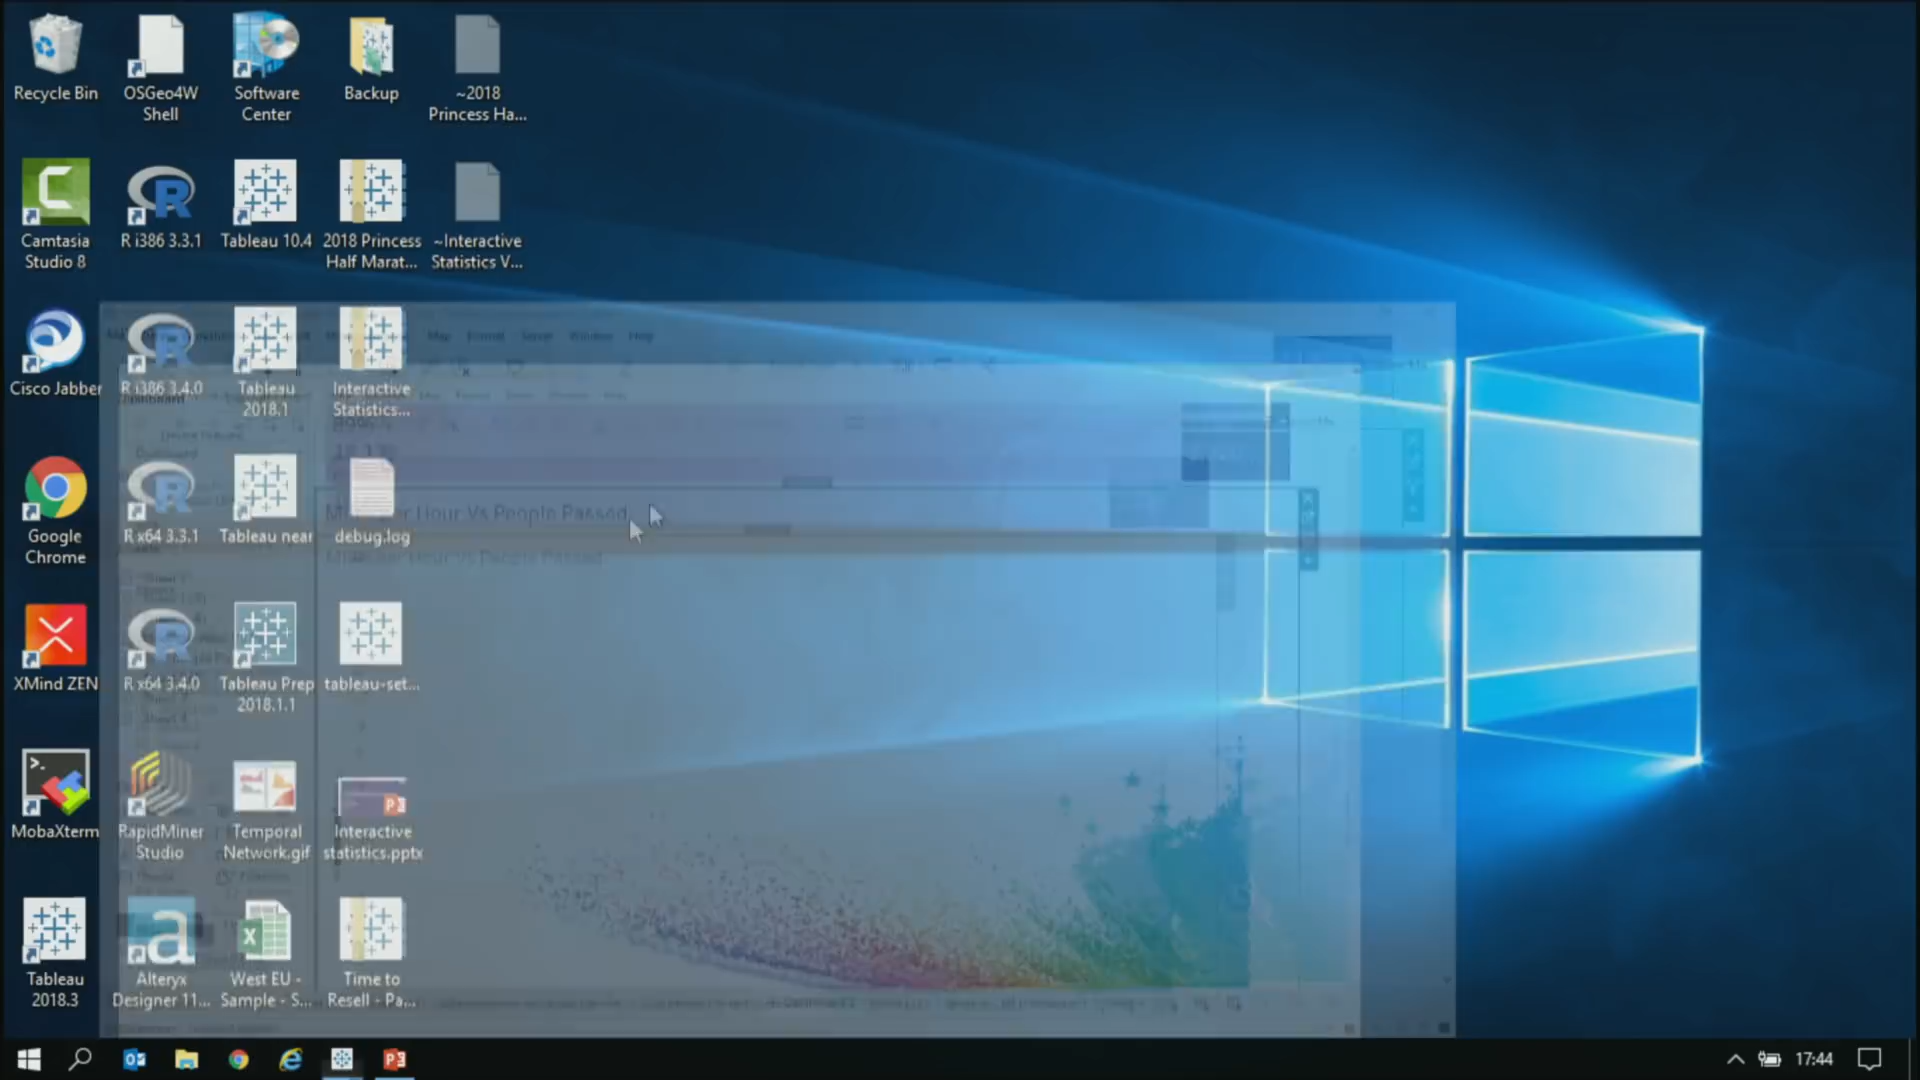 Recycle Bin
OSGeo4W
Shell
Software
Center
Backup
~2018
Princess Ha...
Camtasia
Studio 8
R i386 3.3.1
Tableau 10.4
2018 Princess
Half Marat...
~Interactive
Statistics V...
Map Format Server Window Help
Cisco Jabber
R i386 3.4.0
Tableau
2018.1
Interactive
Statistics...
Google
Chrome
R x64 3.3.1
Tableau near
debug.log
Hour Vs People Passed
Hour Vs People Passed
XMind ZEN
R x64 3.4.0
Tableau Prep
2018.1.1
tableau-set...
MobaXterm
RapidMiner
Studio
Temporal
Network.gif
Interactive
statistics.pptx
Tableau
2018.3
Alteryx
Designer 11...
West EU -
Sample - S...
Time to
Resell - Pa...
17:44